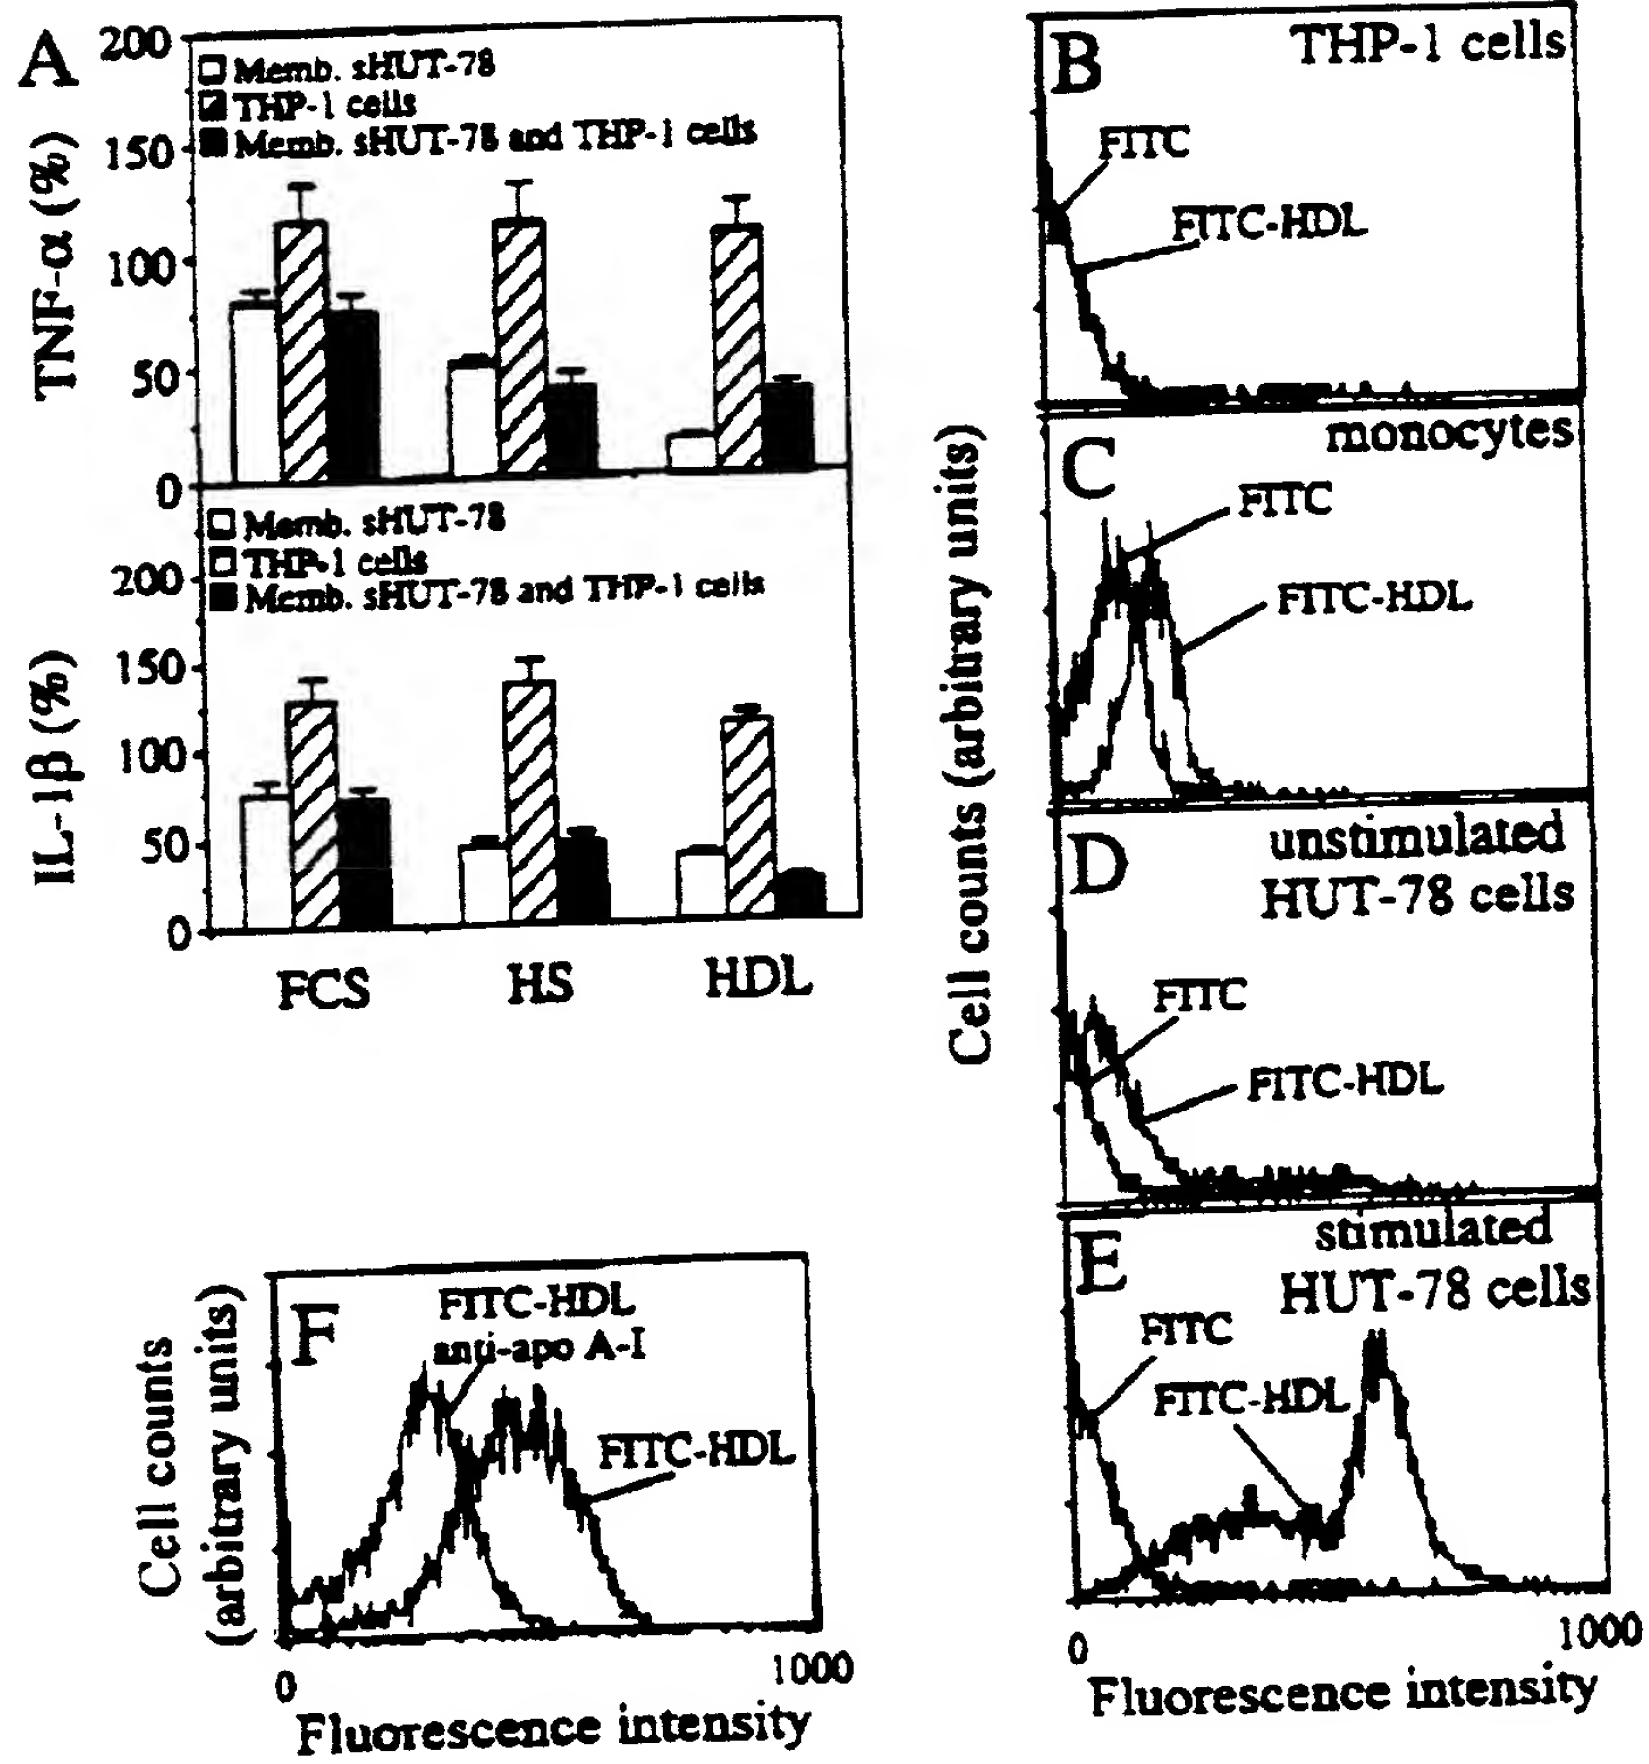 A
TNF-α (%)
200
150
100
50
0
Memb. sHUT-78
THP-1 cells
Memb. sHUT-78 and THP-1 cells
IL-1β (%)
200
150
100
50
0
Memb. sHUT-78
THP-1 cells
Memb. sHUT-78 and THP-1 cells
FCS HS HDL
Cell counts (arbitrary units)
B
THP-1 cells
FITC
FITC-HDL
C
monocytes
FITC
FITC-HDL
D
unstimulated
HUT-78 cells
FITC
FITC-HDL
E
stimulated
HUT-78 cells
FITC
FITC-HDL
0 1000
Fluorescence intensity
Cell counts
(arbitrary units)
F
FITC-HDL
anti-apo A-I
FITC-HDL
0 1000
Fluorescence intensity